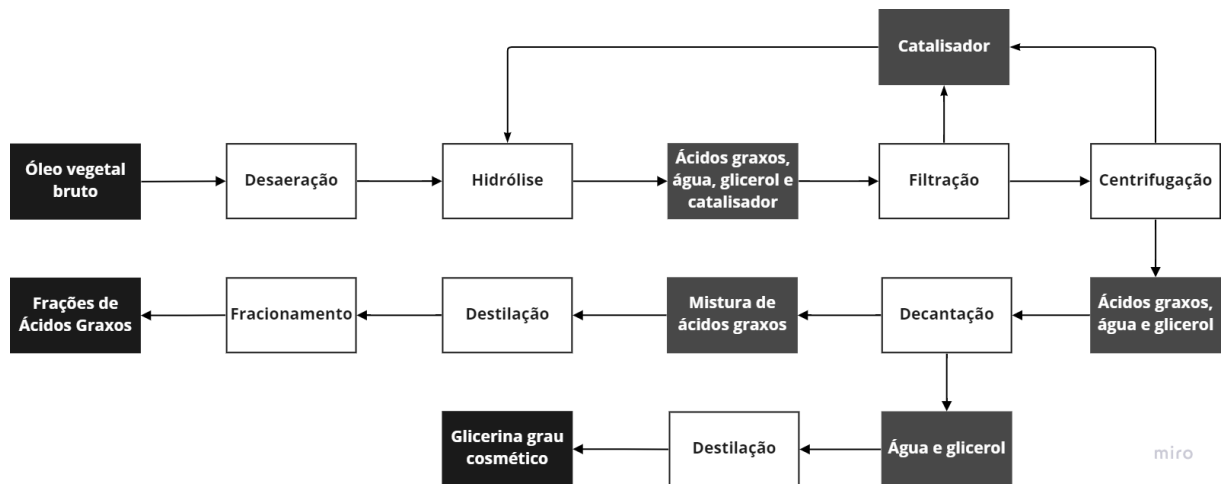 Catalisador
Óleo vegetal
bruto
Desaeração
Hidrólise
Ácidos graxos,
água, glicerol e
catalisador
Filtração
Centrifugação
Frações de
Ácidos Graxos
Fracionamento
Destilação
Mistura de
ácidos graxos
Decantação
Ácidos graxos,
água e glicerol
Glicerina grau
cosmético
Destilação
Água e glicerol
miro